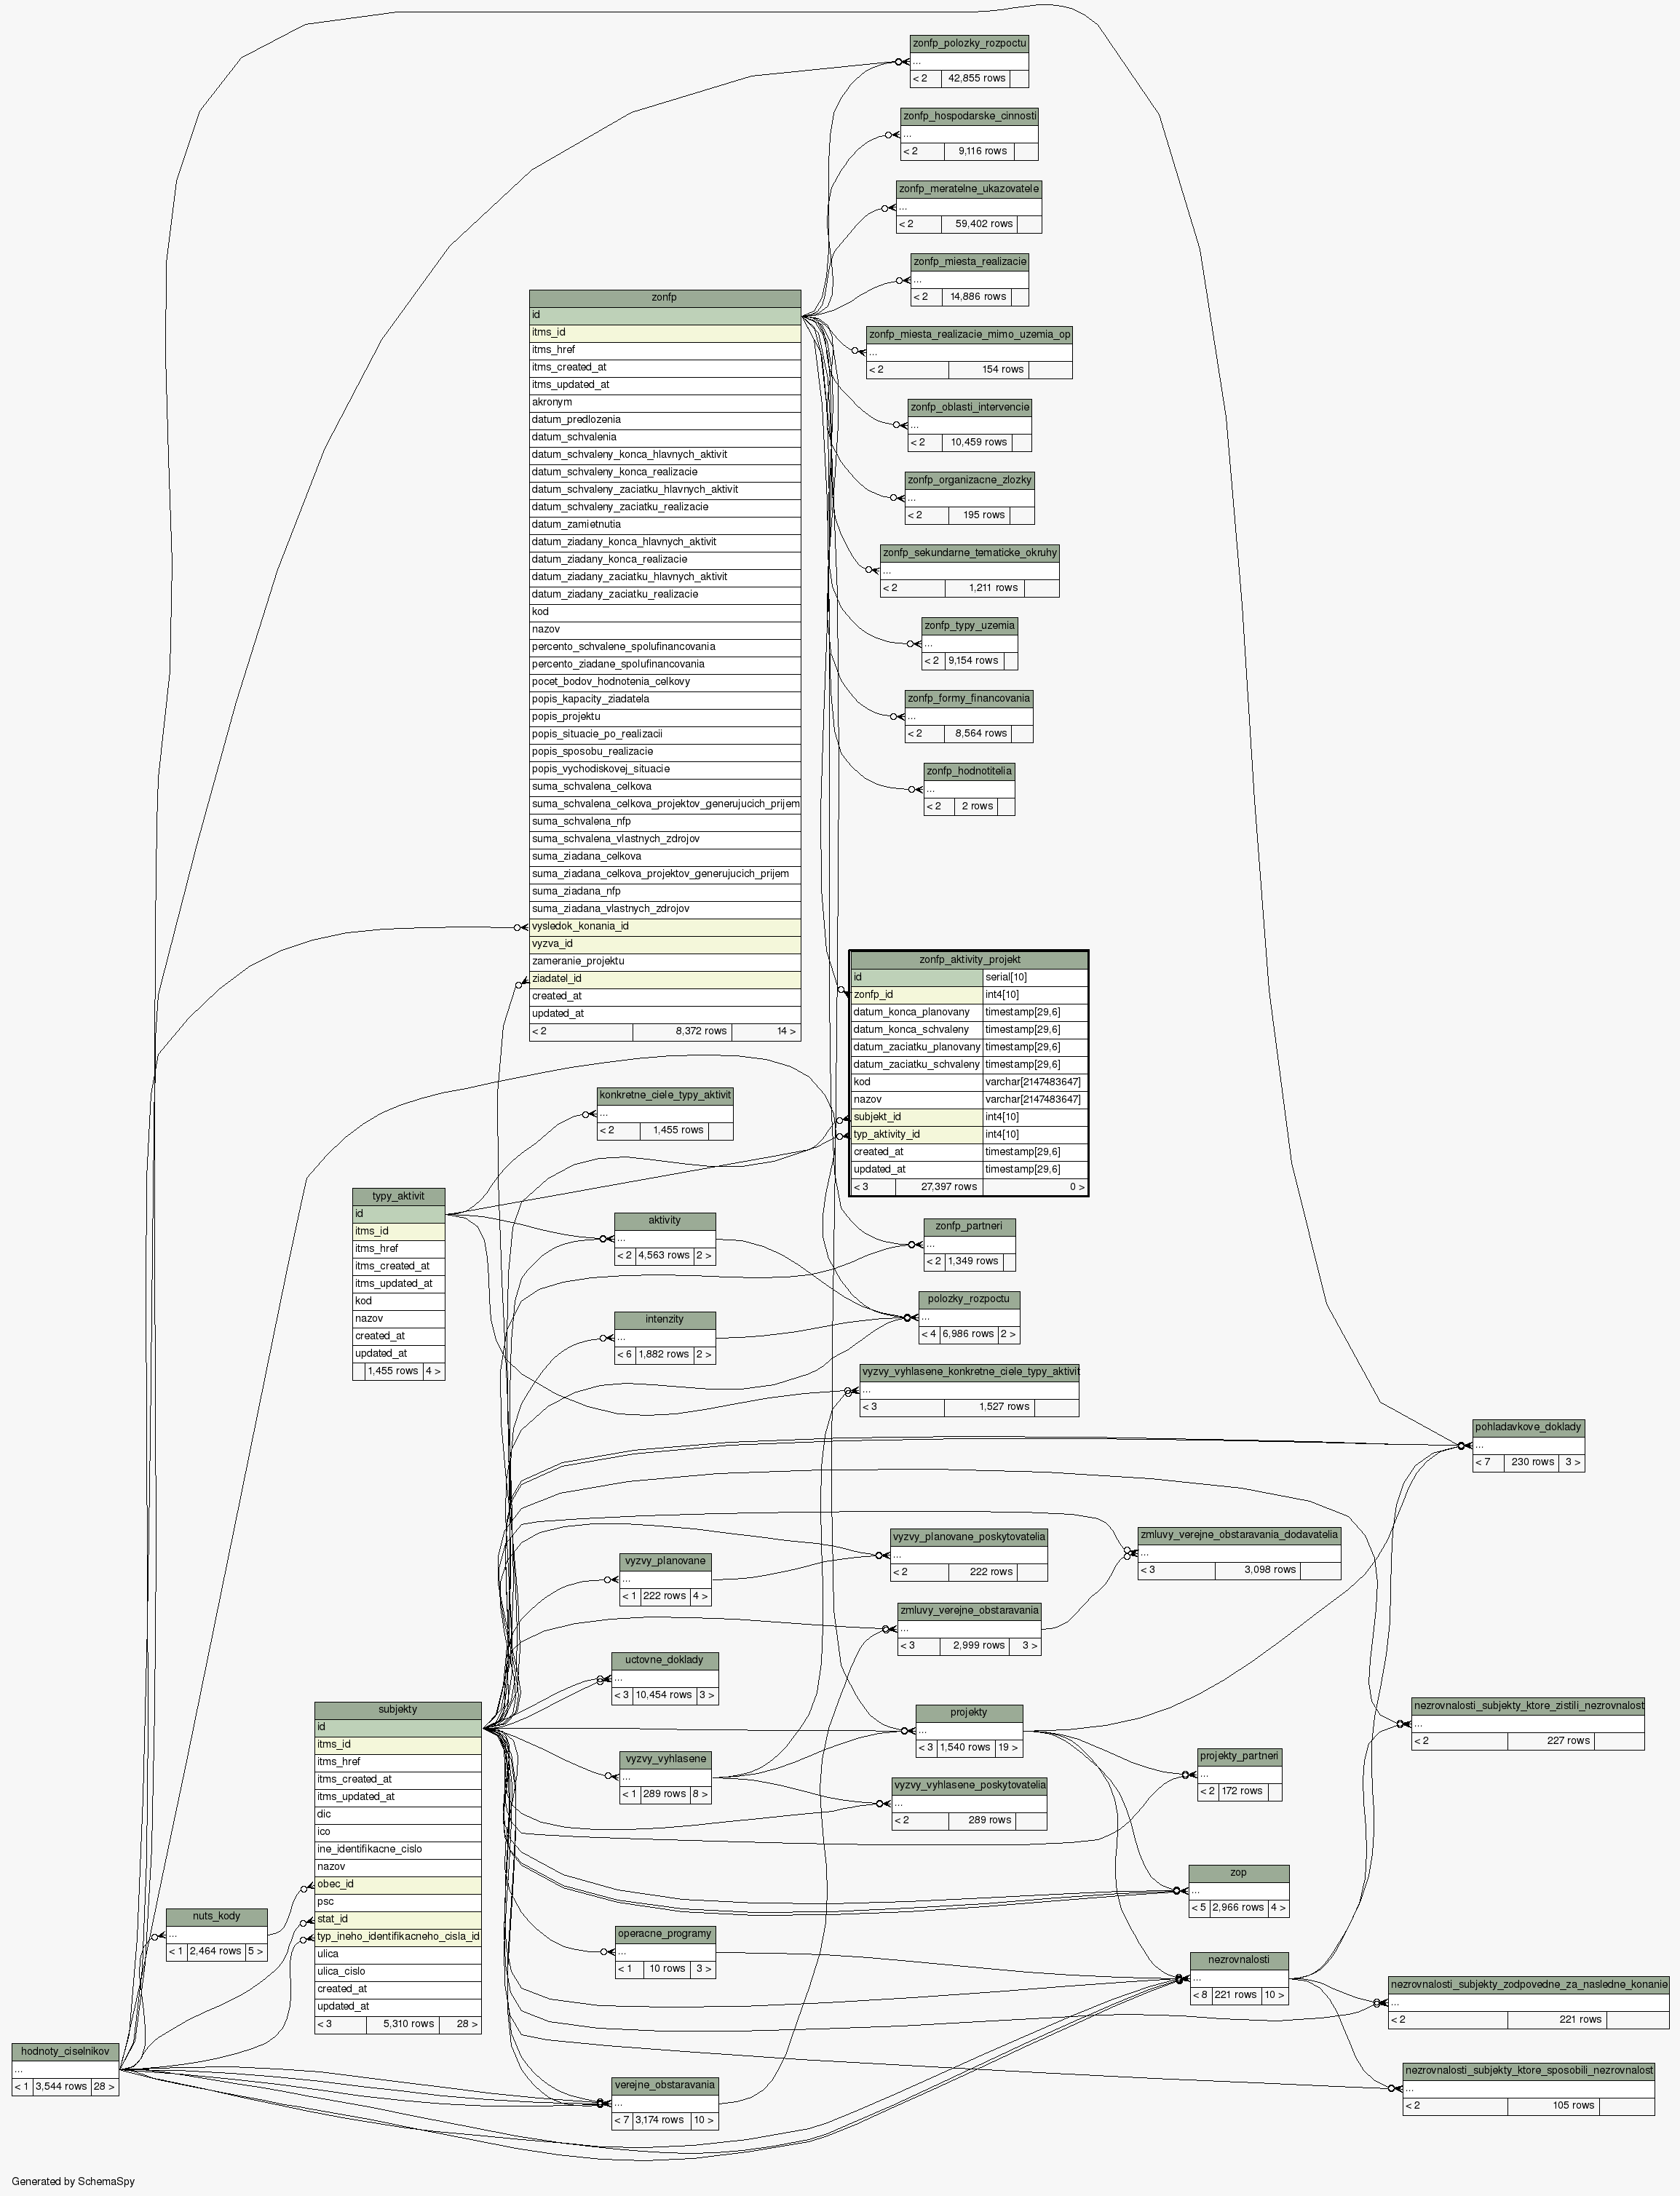 zonfp_polozky_rozpoctu
...
< 2 42,855 rows
zonfp_hospodarske_cinnosti
...
< 2 9,116 rows
zonfp_meratelne_ukazovatele
...
< 2 59,402 rows
zonfp_miesta_realizacie
...
< 2 14,886 rows
zonfp_miesta_realizacie_mimo_uzemia_op
...
< 2 154 rows
zonfp_oblasti_intervencie
...
< 2 10,459 rows
zonfp_organizacne_zlozky
...
< 2 195 rows
zonfp_sekundarne_tematicke_okruhy
...
< 2 1,211 rows
zonfp_typy_uzemia
...
< 2 9,154 rows
zonfp_formy_financovania
...
< 2 8,564 rows
zonfp_hodnotitelia
...
< 2 2 rows
zonfp
id
itms_id
itms_href
itms_created_at
itms_updated_at
akronym
datum_predlozenia
datum_schvalenia
datum_schvaleny_konca_hlavnych_aktivit
datum_schvaleny_konca_realizacie
datum_schvaleny_zaciatku_hlavnych_aktivit
datum_schvaleny_zaciatku_realizacie
datum_zamietnutia
datum_ziadany_konca_hlavnych_aktivit
datum_ziadany_konca_realizacie
datum_ziadany_zaciatku_hlavnych_aktivit
datum_ziadany_zaciatku_realizacie
kod
nazov
percento_schvalene_spolufinancovania
percento_ziadane_spolufinancovania
pocet_bodov_hodnotenia_celkovy
popis_kapacity_ziadatela
popis_projektu
popis_situacie_po_realizacii
popis_sposobu_realizacie
popis_vychodiskovej_situacie
suma_schvalena_celkova
suma_schvalena_celkova_projektov_generujucich_prijem
suma_schvalena_nfp
suma_schvalena_vlastnych_zdrojov
suma_ziadana_celkova
suma_ziadana_celkova_projektov_generujucich_prijem
suma_ziadana_nfp
suma_ziadana_vlastnych_zdrojov
vysledok_konania_id
vyzva_id
zameranie_projektu
ziadatel_id
created_at
updated_at
< 2 8,372 rows 14 >
zonfp_aktivity_projekt
id serial[10]
zonfp_id int4[10]
datum_konca_planovany timestamp[29,6]
datum_konca_schvaleny timestamp[29,6]
datum_zaciatku_planovany timestamp[29,6]
datum_zaciatku_schvaleny timestamp[29,6]
kod varchar[2147483647]
nazov varchar[2147483647]
subjekt_id int4[10]
typ_aktivity_id int4[10]
created_at timestamp[29,6]
updated_at timestamp[29,6]
< 3 27,397 rows 0 >
konkretne_ciele_typy_aktivit
...
< 2 1,455 rows
typy_aktivit
id
itms_id
itms_href
itms_created_at
itms_updated_at
kod
nazov
created_at
updated_at
1,455 rows 4 >
aktivity
...
< 2 4,563 rows 2 >
zonfp_partneri
...
< 2 1,349 rows
polozky_rozpoctu
...
< 4 6,986 rows 2 >
intenzity
...
< 6 1,882 rows 2 >
vyzvy_vyhlasene_konkretne_ciele_typy_aktivit
...
< 3 1,527 rows
pohladavkove_doklady
...
< 7 230 rows 3 >
vyzvy_planovane_poskytovatelia
...
< 2 222 rows
zmluvy_verejne_obstaravania_dodavatelia
...
< 3 3,098 rows
vyzvy_planovane
...
< 1 222 rows 4 >
zmluvy_verejne_obstaravania
...
< 3 2,999 rows 3 >
uctovne_doklady
...
< 3 10,454 rows 3 >
projekty
...
< 3 1,540 rows 19 >
nezrovnalosti_subjekty_ktore_zistili_nezrovnalost
...
< 2 227 rows
subjekty
id
itms_id
itms_href
itms_created_at
itms_updated_at
dic
ico
ine_identifikacne_cislo
nazov
obec_id
psc
stat_id
typ_ineho_identifikacneho_cisla_id
ulica
ulica_cislo
created_at
updated_at
< 3 5,310 rows 28 >
vyzvy_vyhlasene
...
< 1 289 rows 8 >
projekty_partneri
...
< 2 172 rows
vyzvy_vyhlasene_poskytovatelia
...
< 2 289 rows
zop
...
< 5 2,966 rows 4 >
nuts_kody
...
< 1 2,464 rows 5 >
operacne_programy
...
< 1 10 rows 3 >
nezrovnalosti
...
< 8 221 rows 10 >
nezrovnalosti_subjekty_zodpovedne_za_nasledne_konanie
...
< 2 221 rows
hodnoty_ciselnikov
...
< 1 3,544 rows 28 >
nezrovnalosti_subjekty_ktore_sposobili_nezrovnalost
...
< 2 105 rows
verejne_obstaravania
...
< 7 3,174 rows 10 >
Generated by SchemaSpy